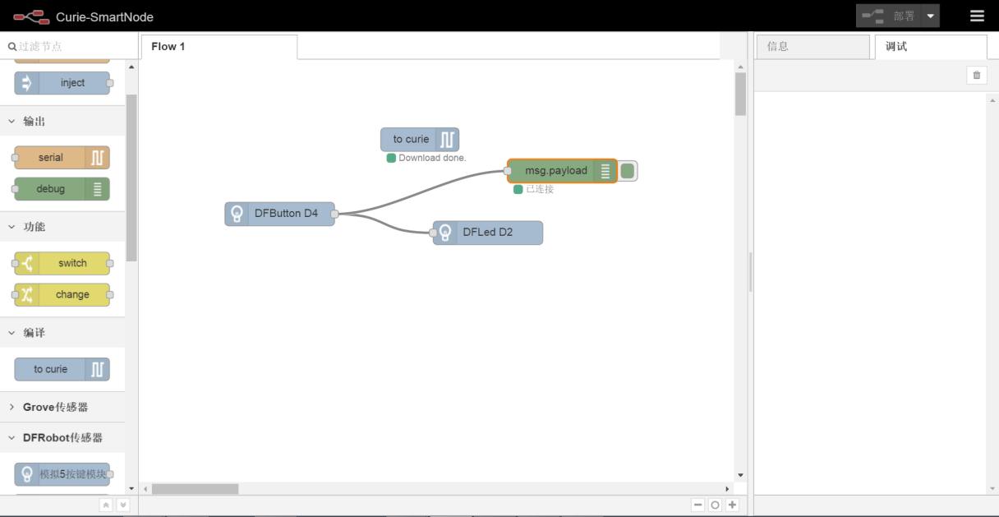 Curie-SmartNode
部署
过滤节点
Flow 1
信息
调试
inject
输出
serial
debug
功能
switch
change
编译
to curie
Grove传感器
DFRobot传感器
模拟5按键模块
to curie
Download done.
msg.payload
已连接
DFButton D4
DFLed D2